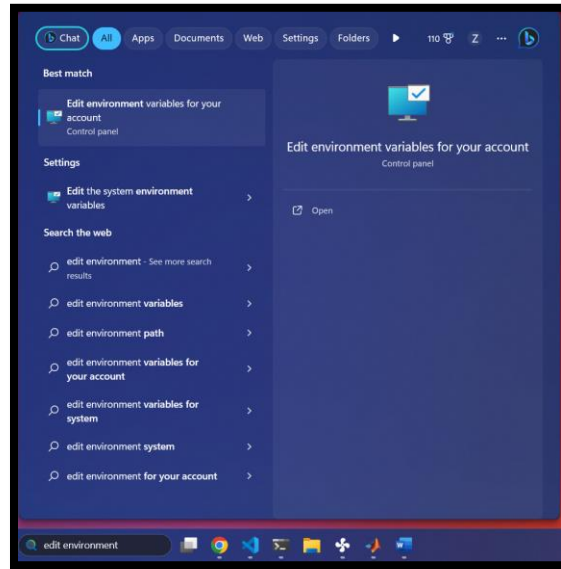 Chat All Apps Documents Web Settings Folders 110 Z ...
Best match
Edit environment variables for your
account
Control panel
Edit environment variables for your account
Control panel
Open
Settings
Edit the system environment
variables
Search the web
edit environment - See more search
results
edit environment variables
edit environment path
edit environment variables for
your account
edit environment variables for
system
edit environment system
edit environment for your account
edit environment